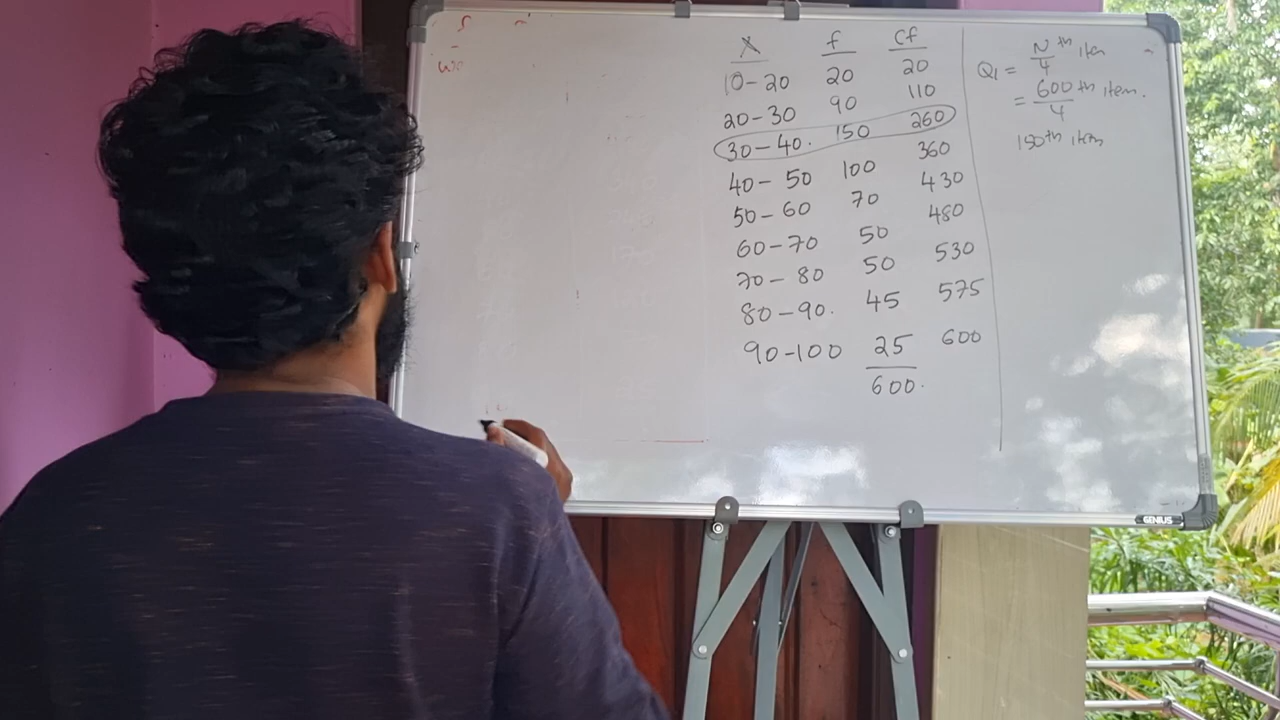 X f Cf
10-20 20 20
20-30 90 110
30-40. 150 260
40-50 100 360
50-60 70 430
60-70 50 480
70-80 50 530
80-90. 45 575
90-100 25 600
600.
Q1 = N/4 th item
= 600/4 th item.
150th item
GENIUS